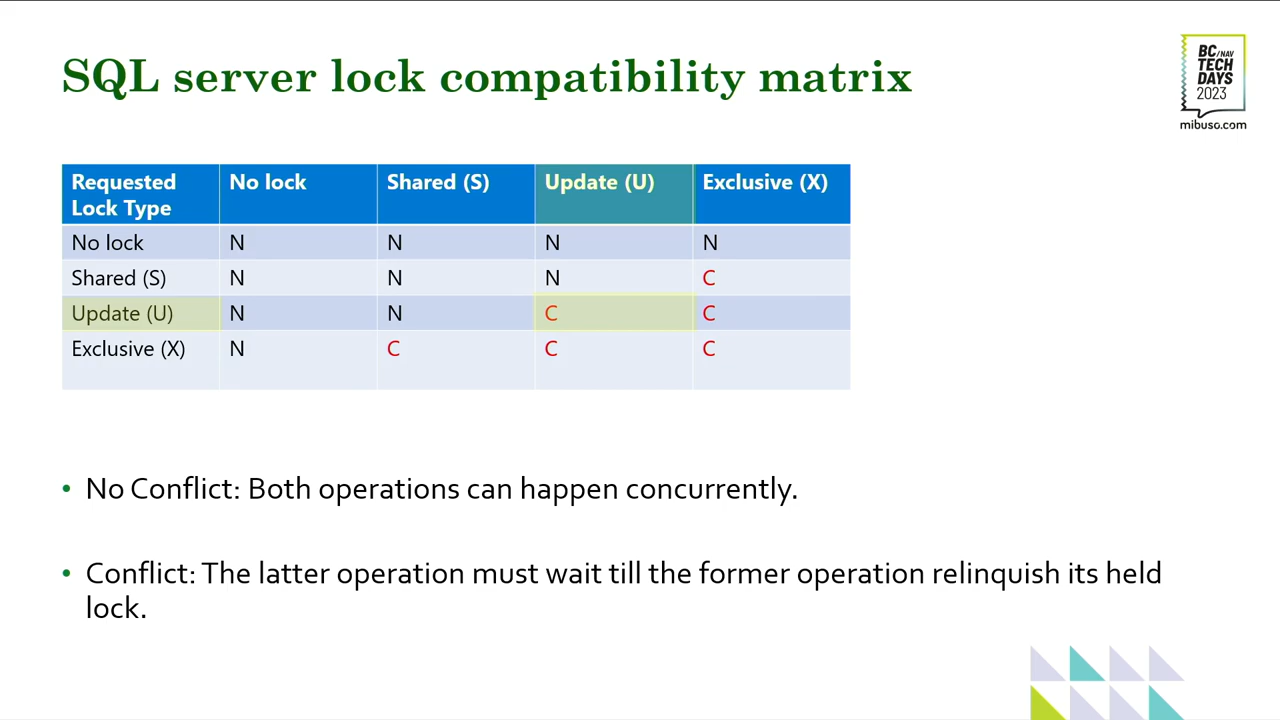 SQL server lock compatibility matrix
BC/NAV
TECH
DAYS
2023
mibuso.com
Requested Lock Type No lock Shared (S) Update (U) Exclusive (X)
No lock N N N N
Shared (S) N N N C
Update (U) N N C C
Exclusive (X) N C C C
• No Conflict: Both operations can happen concurrently.
• Conflict: The latter operation must wait till the former operation relinquish its held
lock.